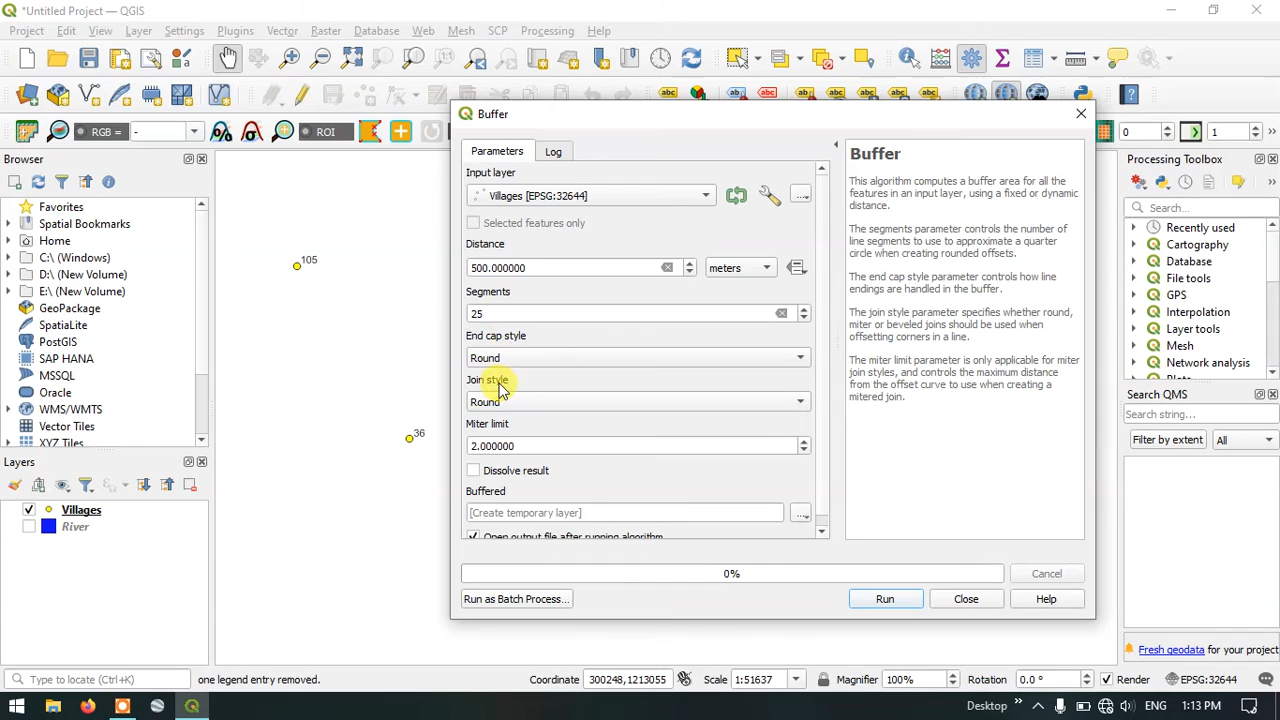 *Untitled Project — QGIS
Project Edit View Layer Settings Plugins Vector Raster Database Web Mesh SCP Processing Help
RGB = -
ROI
0
1
Browser
Favorites
Spatial Bookmarks
Home
C:\ (Windows)
D:\ (New Volume)
E:\ (New Volume)
GeoPackage
SpatiaLite
PostGIS
SAP HANA
MSSQL
Oracle
WMS/WMTS
Vector Tiles
XYZ Tiles
Layers
Villages
River
105
36
Buffer
Parameters Log
Input layer
Villages [EPSG:32644]
Selected features only
Distance
500.000000 meters
Segments
25
End cap style
Round
Join style
Round
Miter limit
2.000000
Dissolve result
Buffered
[Create temporary layer]
Open output file after running algorithm
Buffer
This algorithm computes a buffer area for all the
features in an input layer, using a fixed or dynamic
distance.
The segments parameter controls the number of
line segments to use to approximate a quarter
circle when creating rounded offsets.
The end cap style parameter controls how line
endings are handled in the buffer.
The join style parameter specifies whether round,
miter or beveled joins should be used when
offsetting corners in a line.
The miter limit parameter is only applicable for miter
join styles, and controls the maximum distance
from the offset curve to use when creating a
mitered join.
0% Cancel
Run as Batch Process... Run Close Help
Processing Toolbox
Search...
Recently used
Cartography
Database
File tools
GPS
Interpolation
Layer tools
Mesh
Network analysis
Search QMS
Search string...
Filter by extent All
Fresh geodata for your project
Type to locate (Ctrl+K) one legend entry removed. Coordinate 300248,1213055 Scale 1:51637 Magnifier 100% Rotation 0.0 ° Render EPSG:32644
Desktop ENG 1:13 PM